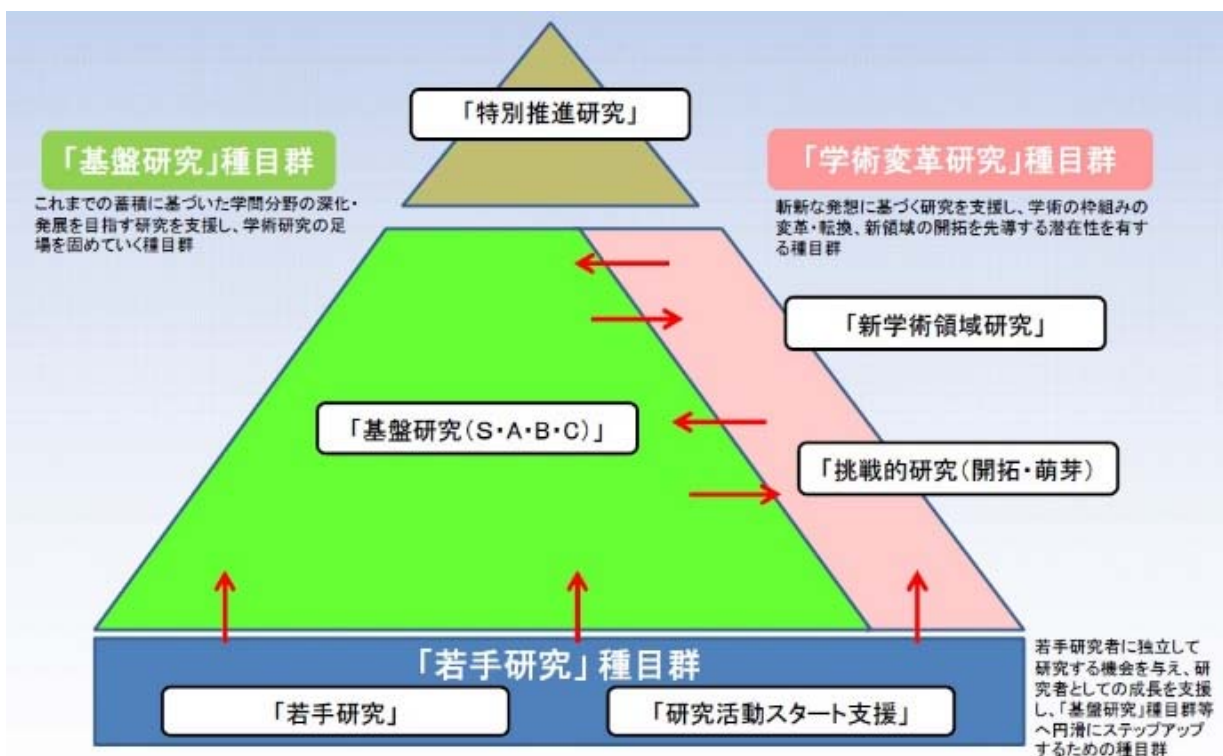 「特別推進研究」
「基盤研究」種目群
これまでの蓄積に基づいた学問分野の深化・
発展を目指す研究を支援し、学術研究の足
場を固めていく種目群
「学術変革研究」種目群
斬新な発想に基づく研究を支援し、学術の枠組みの
変革・転換、新領域の開拓を先導する潜在性を有す
る種目群
「新学術領域研究」
「基盤研究(S・A・B・C)」
「挑戦的研究(開拓・萌芽)
「若手研究」種目群
「若手研究」
「研究活動スタート支援」
若手研究者に独立して
研究する機会を与え、研
究者としての成長を支援
し、「基盤研究」種目群等
へ円滑にステップアップ
するための種目群